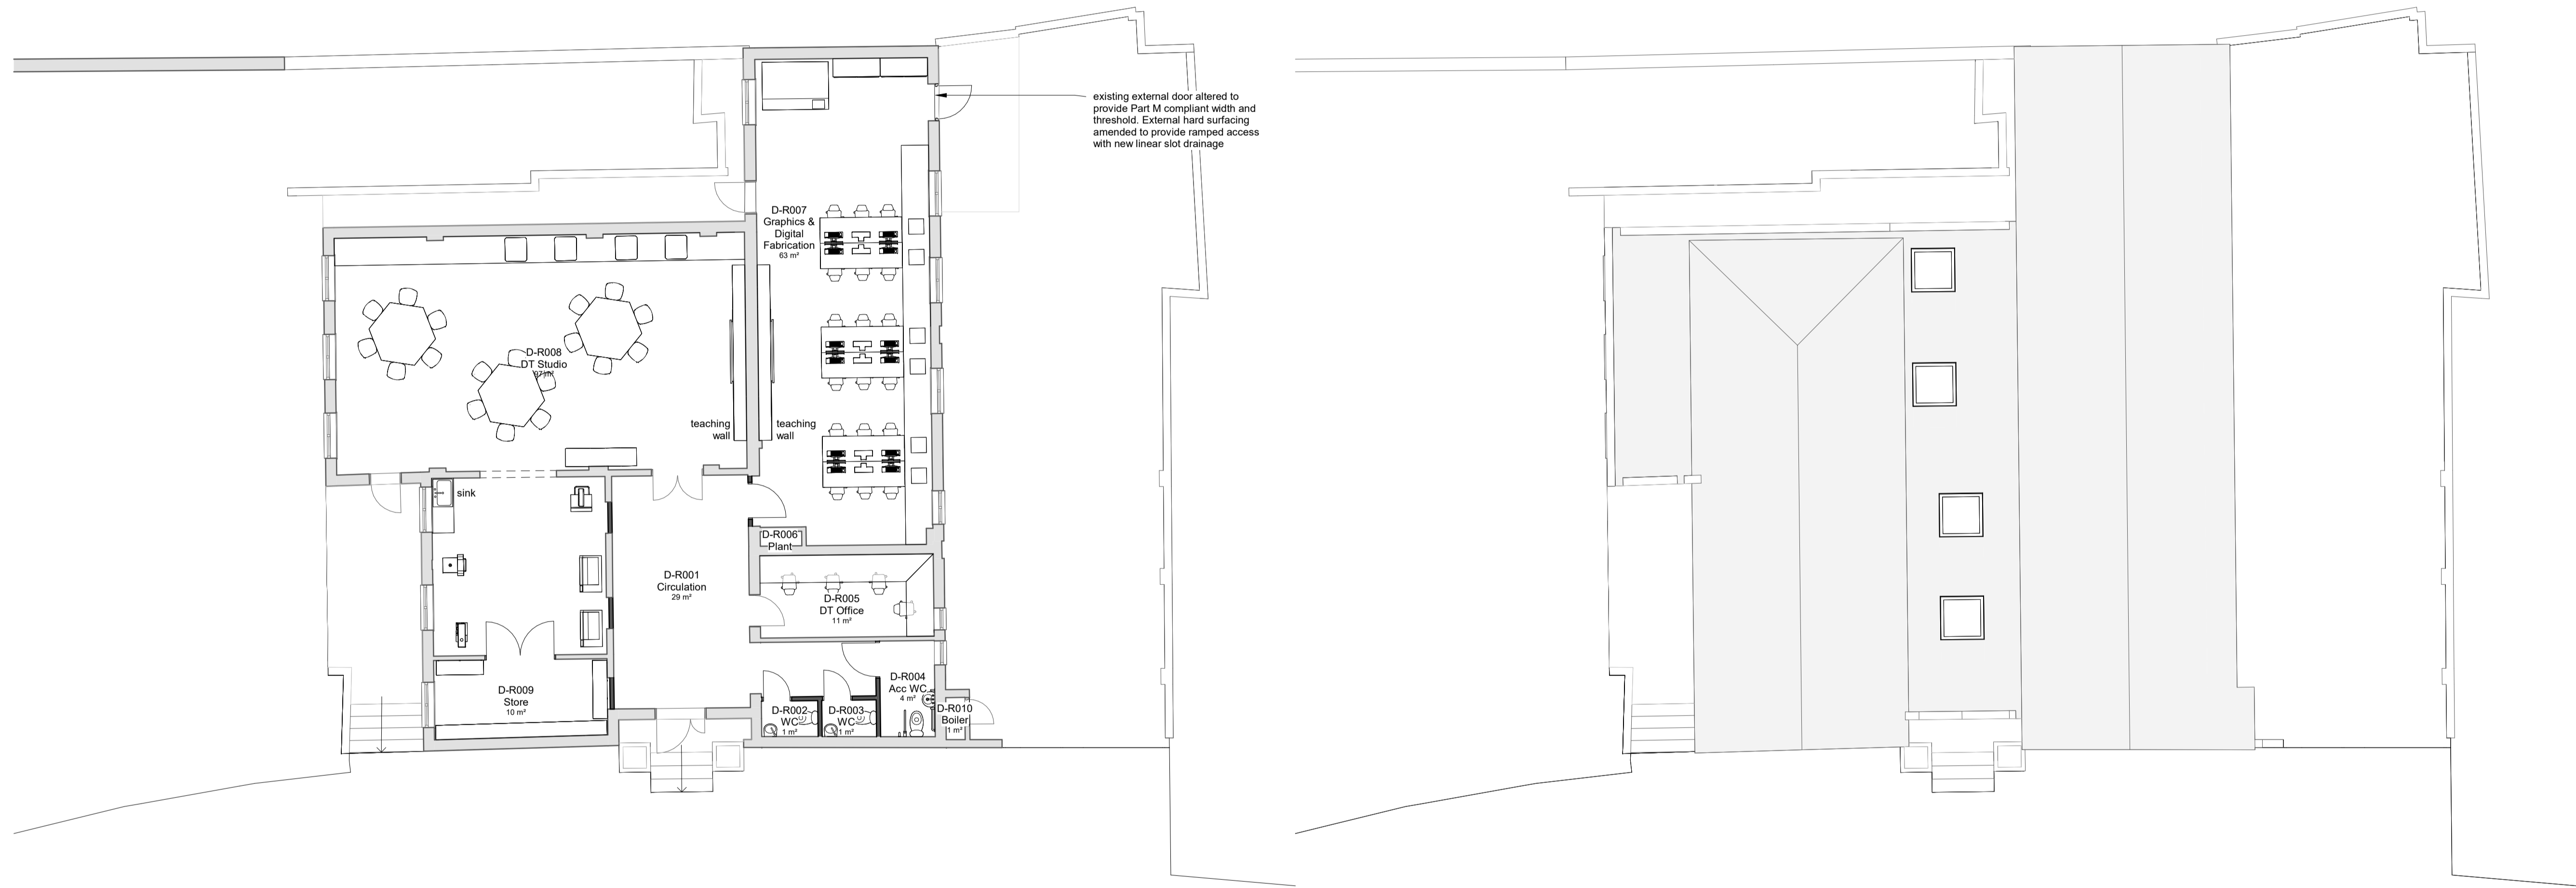 existing external door altered to
provide Part M compliant width and
threshold. External hard surfacing
amended to provide ramped access
with new linear slot drainage
D-R007
Graphics &
Digital
Fabrication
63 m²
D-R008
DT Studio
teaching
wall
teaching
wall
sink
D-R006
Plant
D-R001
Circulation
29 m²
D-R005
DT Office
11 m²
D-R009
Store
10 m²
D-R002
WC
1 m²
D-R003
WC
1 m²
D-R004
Acc WC
4 m²
D-R010
Boiler
1 m²